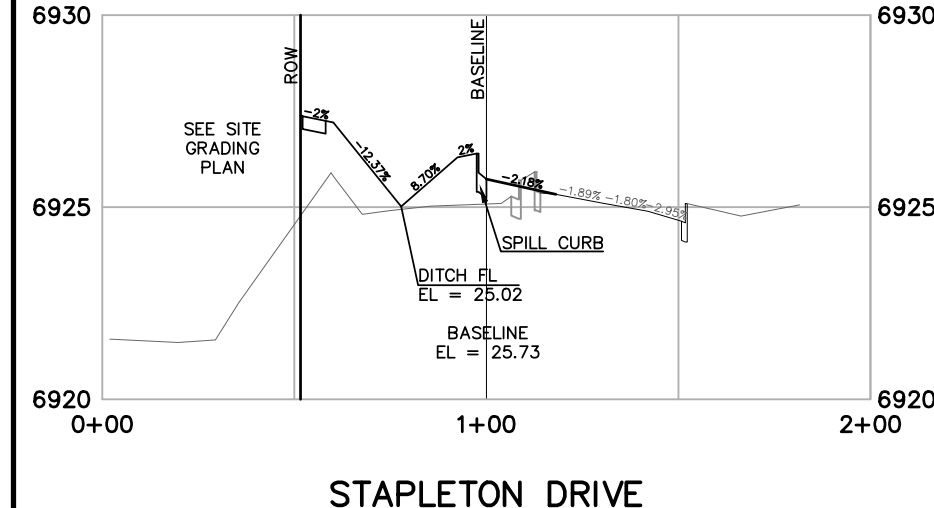 6930
6930
ROW
BASELINE
-2%
SEE SITE
GRADING
PLAN
-12.37%
8.70%
2%
-2.18%
-1.89%
-1.80%
-2.95%
6925
6925
SPILL CURB
DITCH FL
EL = 25.02
BASELINE
EL = 25.73
6920
6920
0+00
1+00
2+00
STAPLETON DRIVE